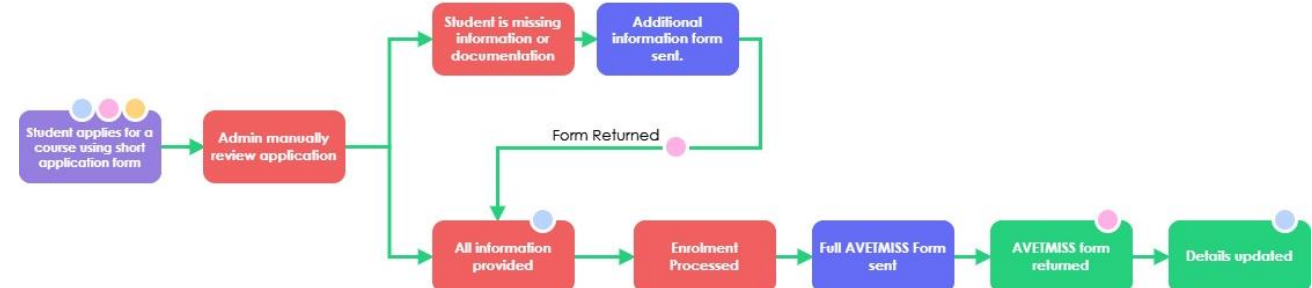 Student is missing
information or
documentation
Additional
information form
sent.
Student applies for a
course using short
application form
Admin manually
review application
Form Returned
All information
provided
Enrolment
Processed
Full AVETMISS Form
sent
AVETMISS form
returned
Details updated